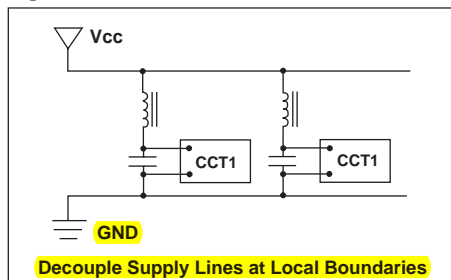 Vcc
CCT1
CCT1
GND
Decouple Supply Lines at Local Boundaries